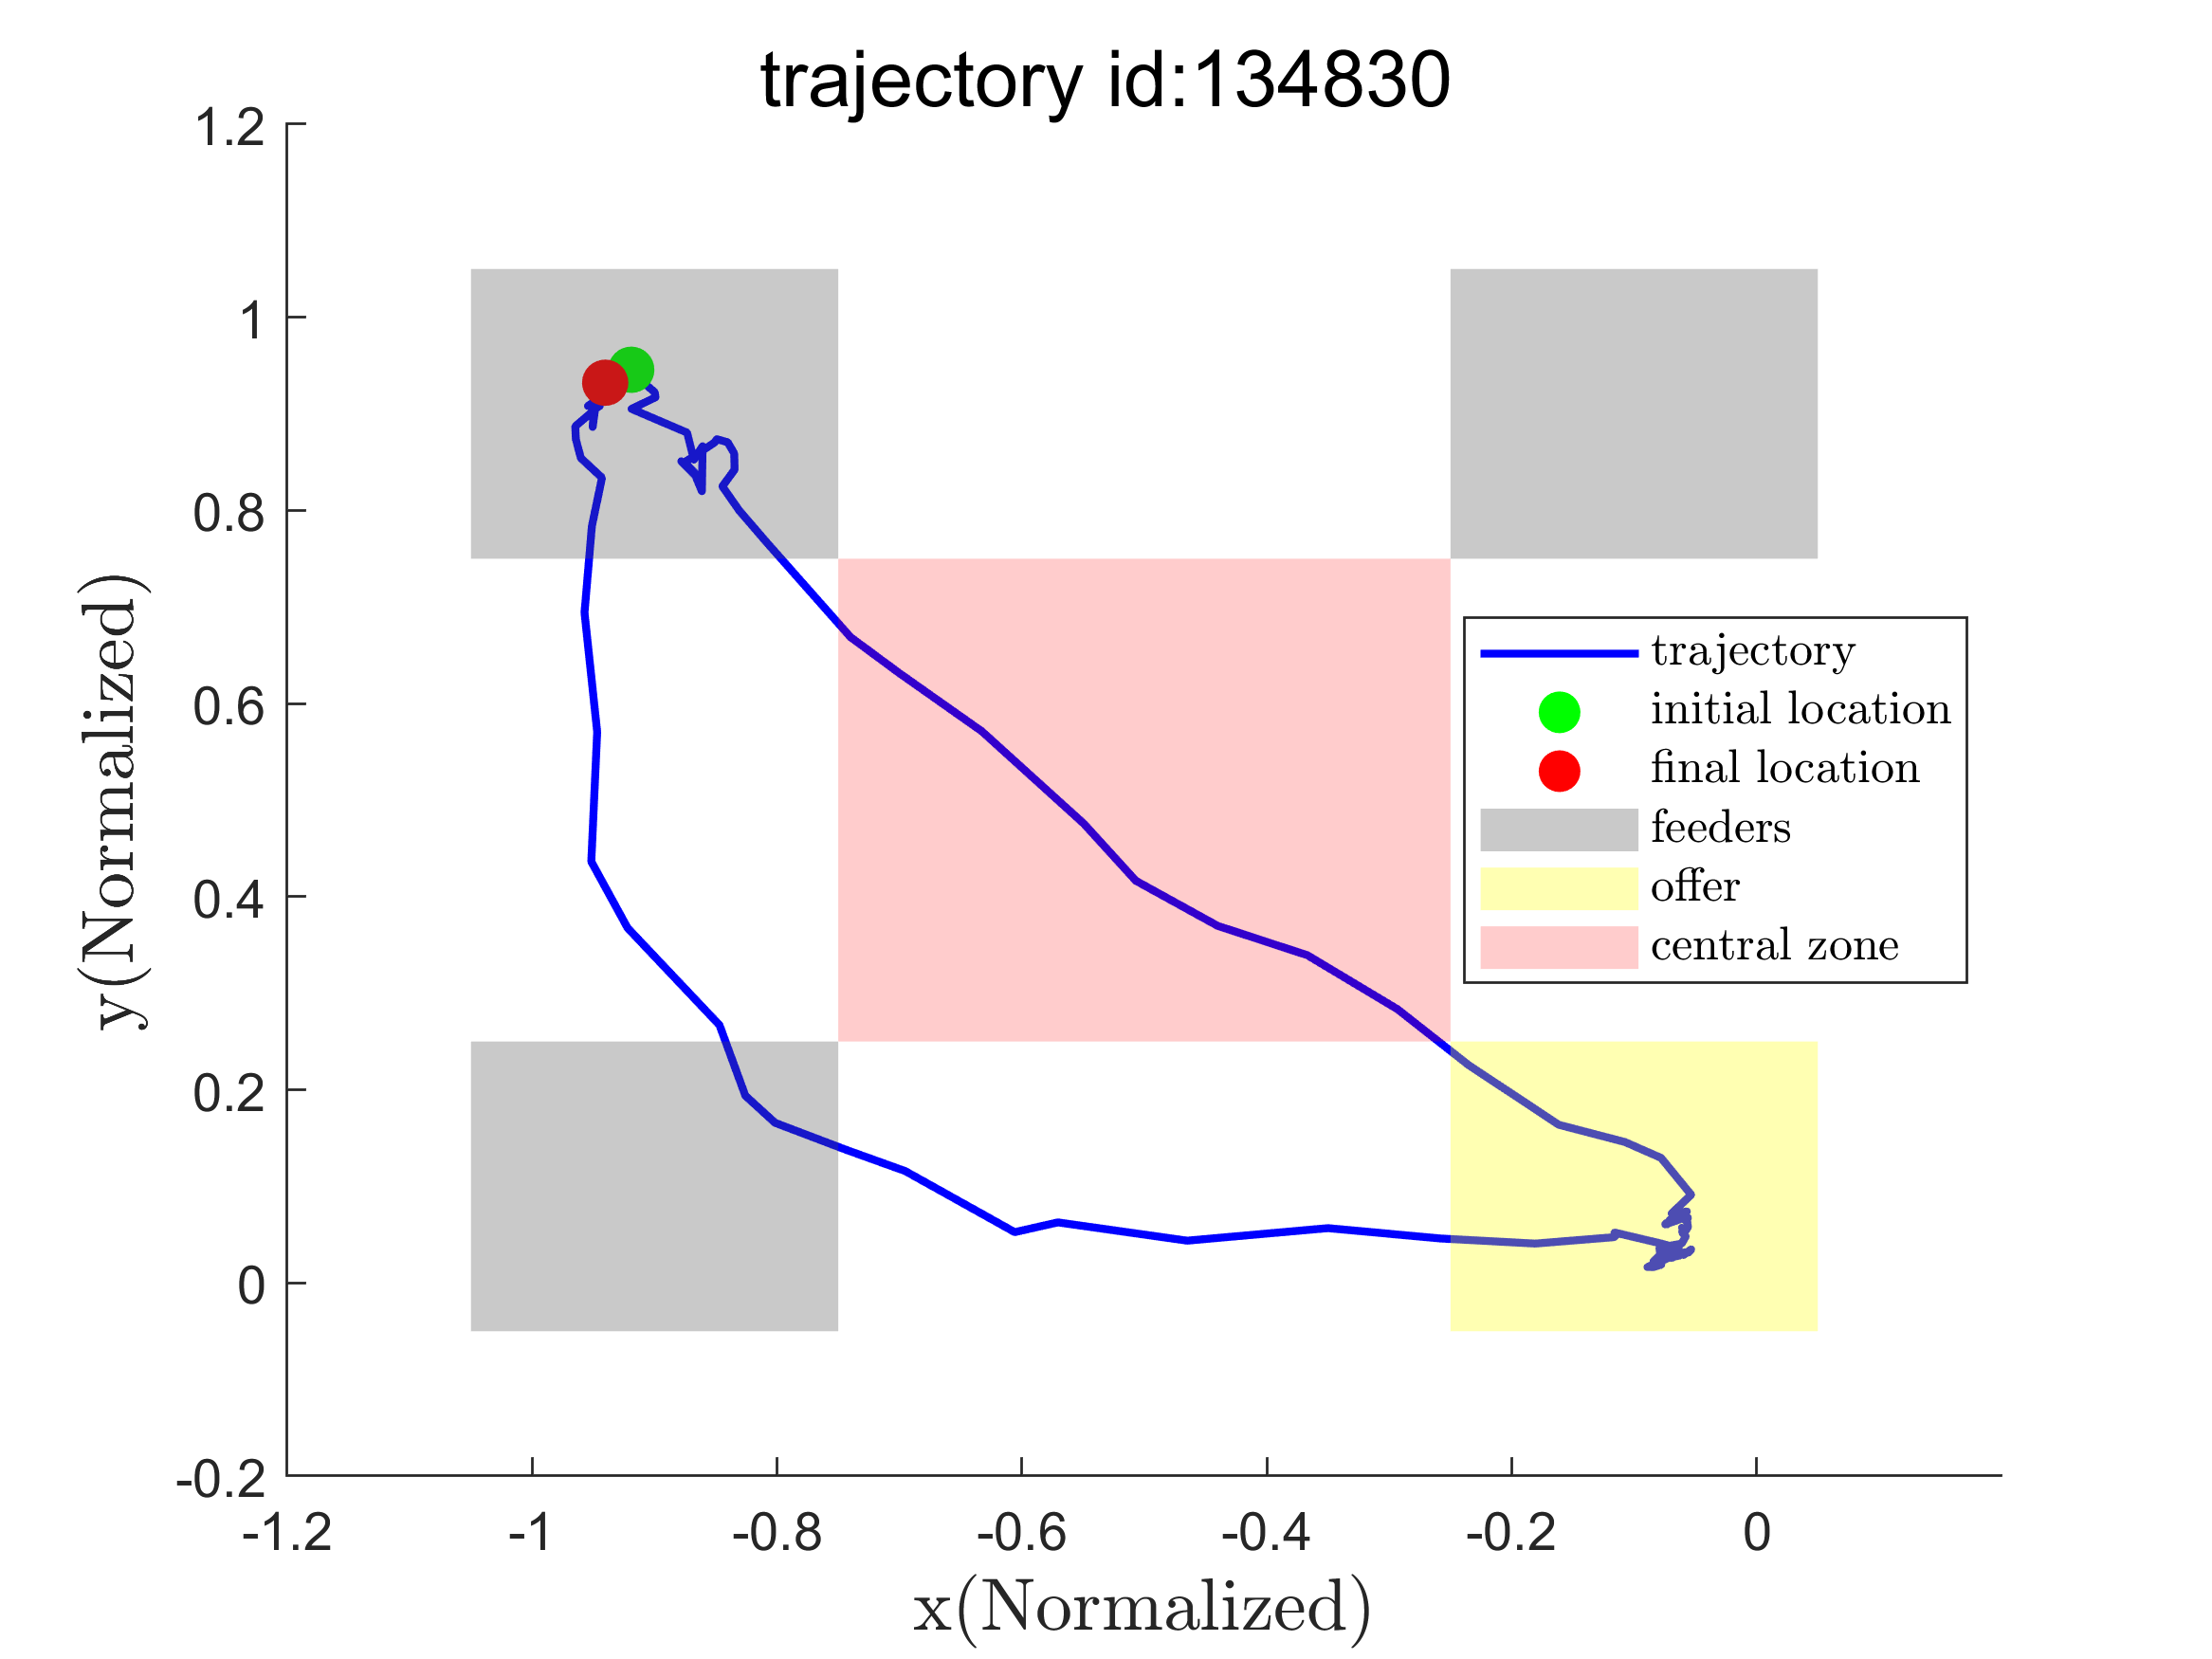 trajectory id:134830
1.2
1
0.8
0.6
0.4
0.2
0
-0.2
y(Normalized)
trajectory
initial location
final location
feeders
offer
central zone
-1.2 -1 -0.8 -0.6 -0.4 -0.2 0
x(Normalized)